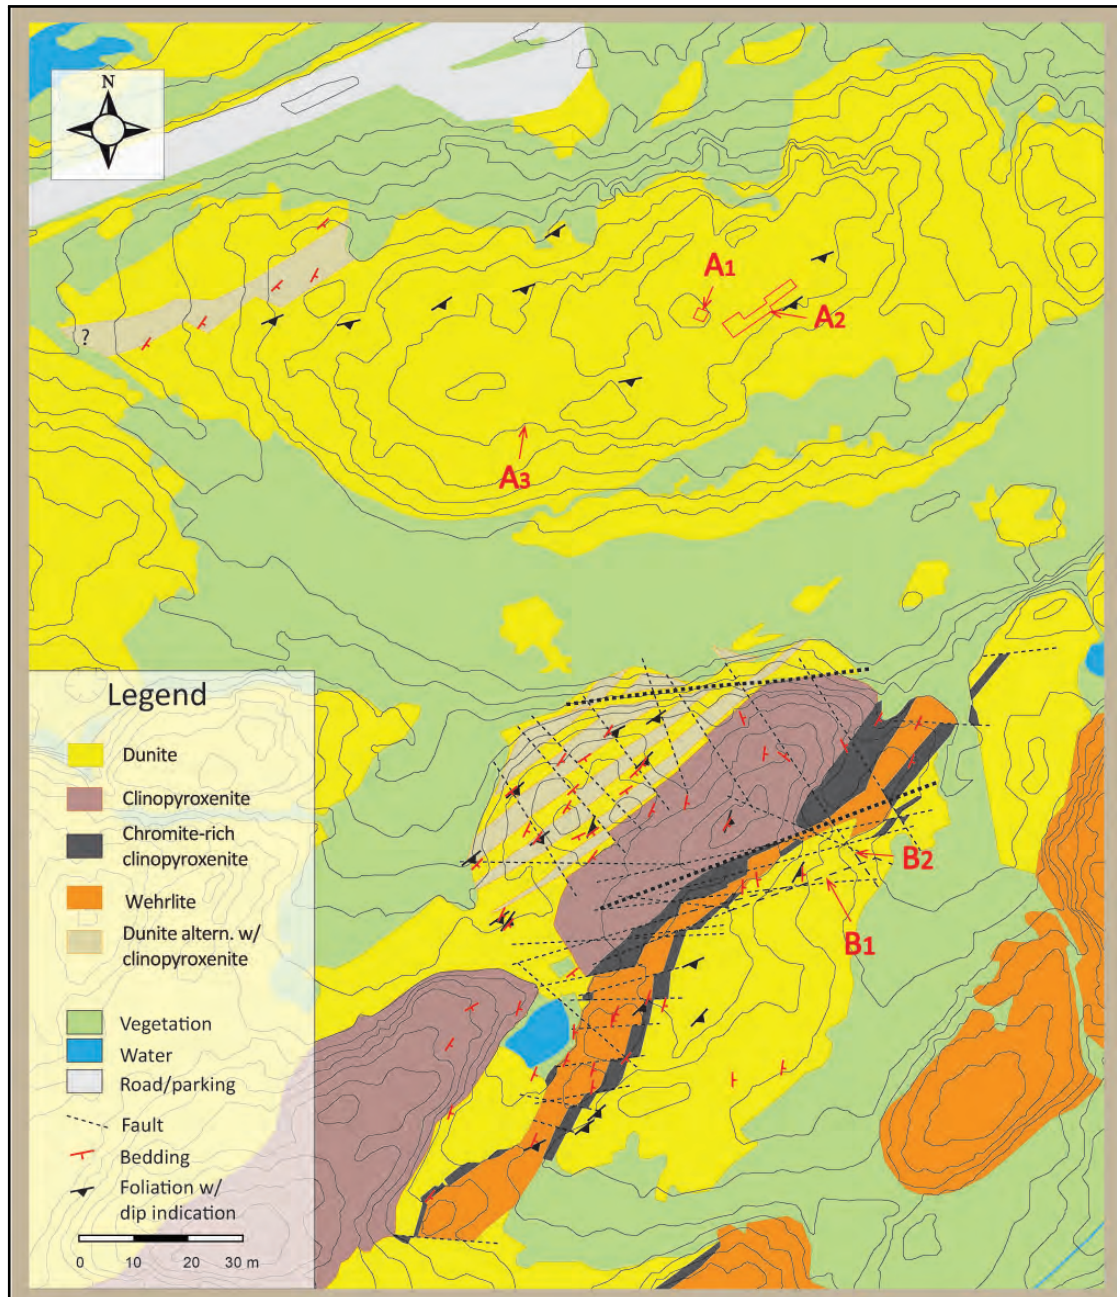 N
A1
A2
?
A3
Legend
Dunite
Clinopyroxenite
Chromite-rich
clinopyroxenite
Wehrlite
Dunite altern. w/
clinopyroxenite
Vegetation
Water
Road/parking
Fault
Bedding
Foliation w/
dip indication
0 10 20 30 m
B2
B1